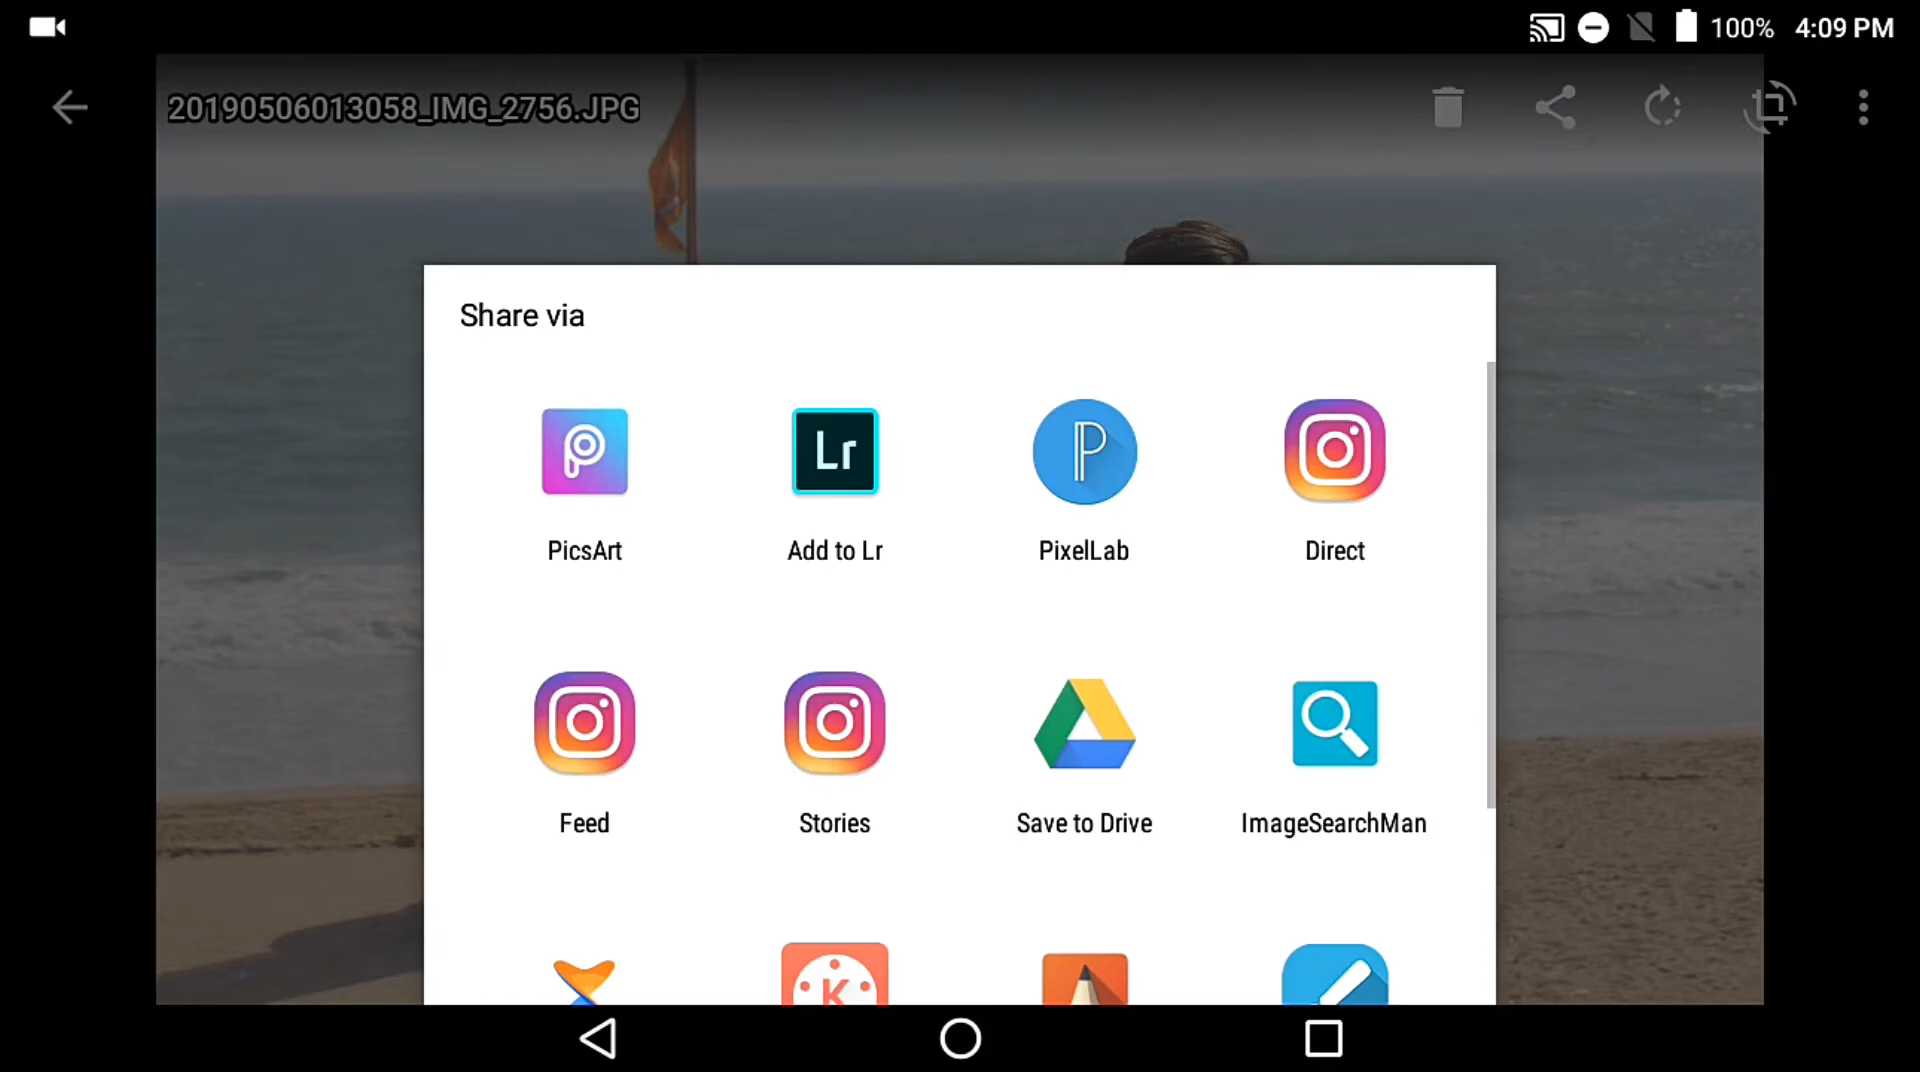 100% 4:09 PM
20190506013058_IMG_2756.JPG
Share via
P Lr P
PicsArt Add to Lr PixelLab Direct
Feed Stories Save to Drive ImageSearchMan
K